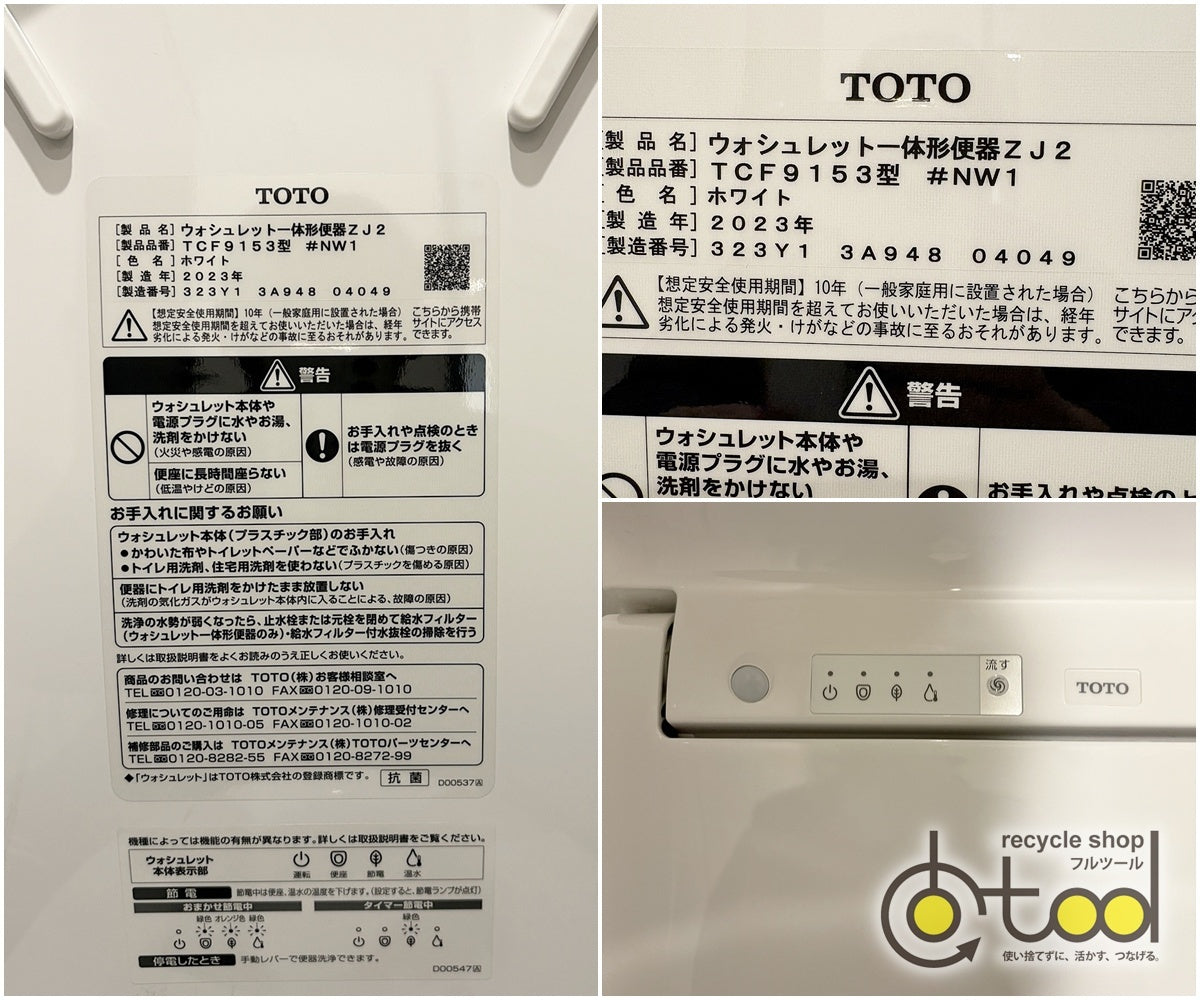 TOTO
[製品名] ウォシュレット一体形便器ZJ2
[製品品番] TCF9153型 #NW1
[色名] ホワイト
[製造年] 2023年
[製造番号] 323Y1 3A948 04049
【想定安全使用期間】10年（一般家庭用に設置された場合）
想定安全使用期間を超えてお使いいただいた場合は、経年
劣化による発火・けがなどの事故に至るおそれがあります。
こちらから携帯
サイトにアクセス
できます。
警告
ウォシュレット本体や
電源プラグに水やお湯、
洗剤をかけない
(火災や感電の原因)
便座に長時間座らない
(低温やけどの原因)
お手入れや点検のとき
は電源プラグを抜く
(感電や故障の原因)
お手入れに関するお願い
ウォシュレット本体(プラスチック部)のお手入れ
●かわいた布やトイレットペーパーなどでふかない(傷つきの原因)
●トイレ用洗剤、住宅用洗剤を使わない(プラスチックを傷める原因)
便器にトイレ用洗剤をかけたまま放置しない
(洗剤の気化ガスがウォシュレット本体内に入ることによる、故障の原因)
洗浄の水勢が弱くなったら、止水栓または元栓を閉めて給水フィルター
(ウォシュレット一体形便器のみ)・給水フィルター付水抜栓の掃除を行う
詳しくは取扱説明書をよくお読みのうえ正しくお使いください。
商品のお問い合わせは TOTO(株)お客様相談室へ
TEL 0120-03-1010 FAX 0120-09-1010
修理についてのご用命は TOTOメンテナンス(株)修理受付センターへ
TEL 0120-1010-05 FAX 0120-1010-02
補修部品のご購入は TOTOメンテナンス(株)TOTOパーツセンターへ
TEL 0120-8282-55 FAX 0120-8272-99
◆「ウォシュレット」はTOTO株式会社の登録商標です。 抗菌 D00537A
機種によっては機能の有無が異なります。詳しくは取扱説明書をご覧ください。
ウォシュレット
本体表示部
運転 便座 節電 温水
節電 節電中は便座、温水の温度を下げます。(設定すると、節電ランプが点灯)
おまかせ節電中 タイマー節電中
緑色 オレンジ色 緑色 緑色
停電したとき 手動レバーで便器洗浄できます。
D00547A
TOTO
製品名] ウォシュレット一体形便器ZJ2
製品品番] TCF9153型 #NW1
[色名] ホワイト
製造年] 2023年
製造番号] 323Y1 3A948 04049
【想定安全使用期間】10年（一般家庭用に設置された場合）
想定安全使用期間を超えてお使いいただいた場合は、経年
劣化による発火・けがなどの事故に至るおそれがあります。
こちらから
サイトにア
できます。
警告
ウォシュレット本体や
電源プラグに水やお湯、
洗剤をかけない
お手入れや点検のと
流す
TOTO
recycle shop
フルツール
tool
使い捨てずに、活かす、つなげる。